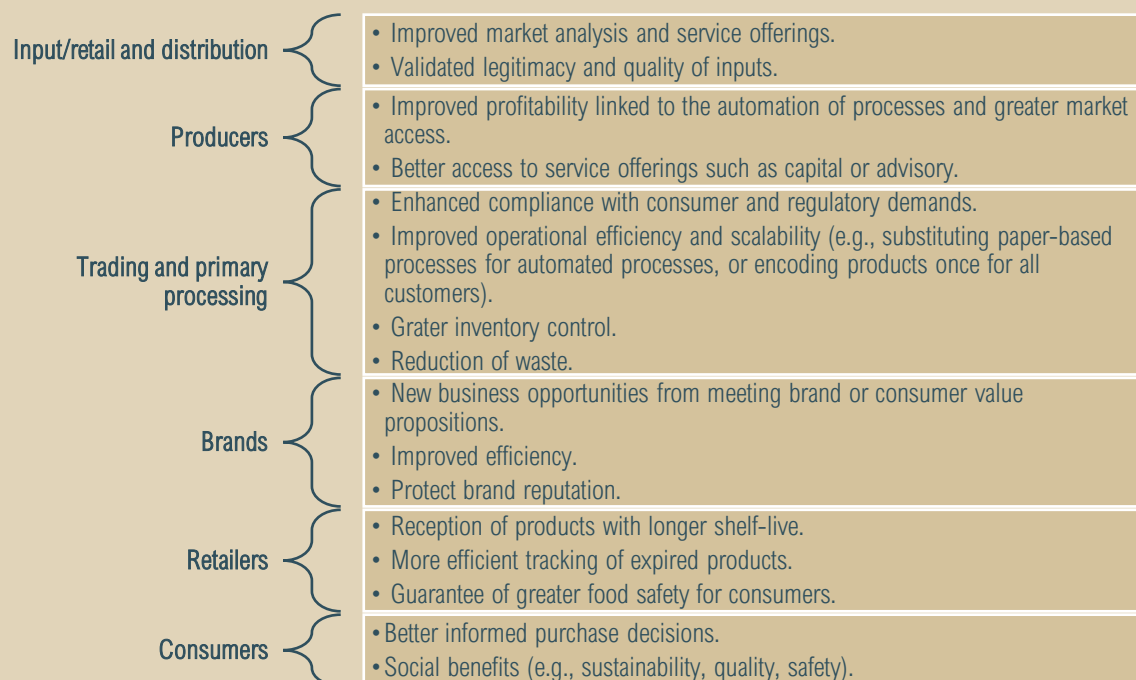 Input/retail and distribution
• Improved market analysis and service offerings.
• Validated legitimacy and quality of inputs.
Producers
• Improved profitability linked to the automation of processes and greater market
access.
• Better access to service offerings such as capital or advisory.
Trading and primary
processing
• Enhanced compliance with consumer and regulatory demands.
• Improved operational efficiency and scalability (e.g., substituting paper-based
processes for automated processes, or encoding products once for all
customers).
• Grater inventory control.
• Reduction of waste.
Brands
• New business opportunities from meeting brand or consumer value
propositions.
• Improved efficiency.
• Protect brand reputation.
Retailers
• Reception of products with longer shelf-live.
• More efficient tracking of expired products.
• Guarantee of greater food safety for consumers.
Consumers
• Better informed purchase decisions.
• Social benefits (e.g., sustainability, quality, safety).